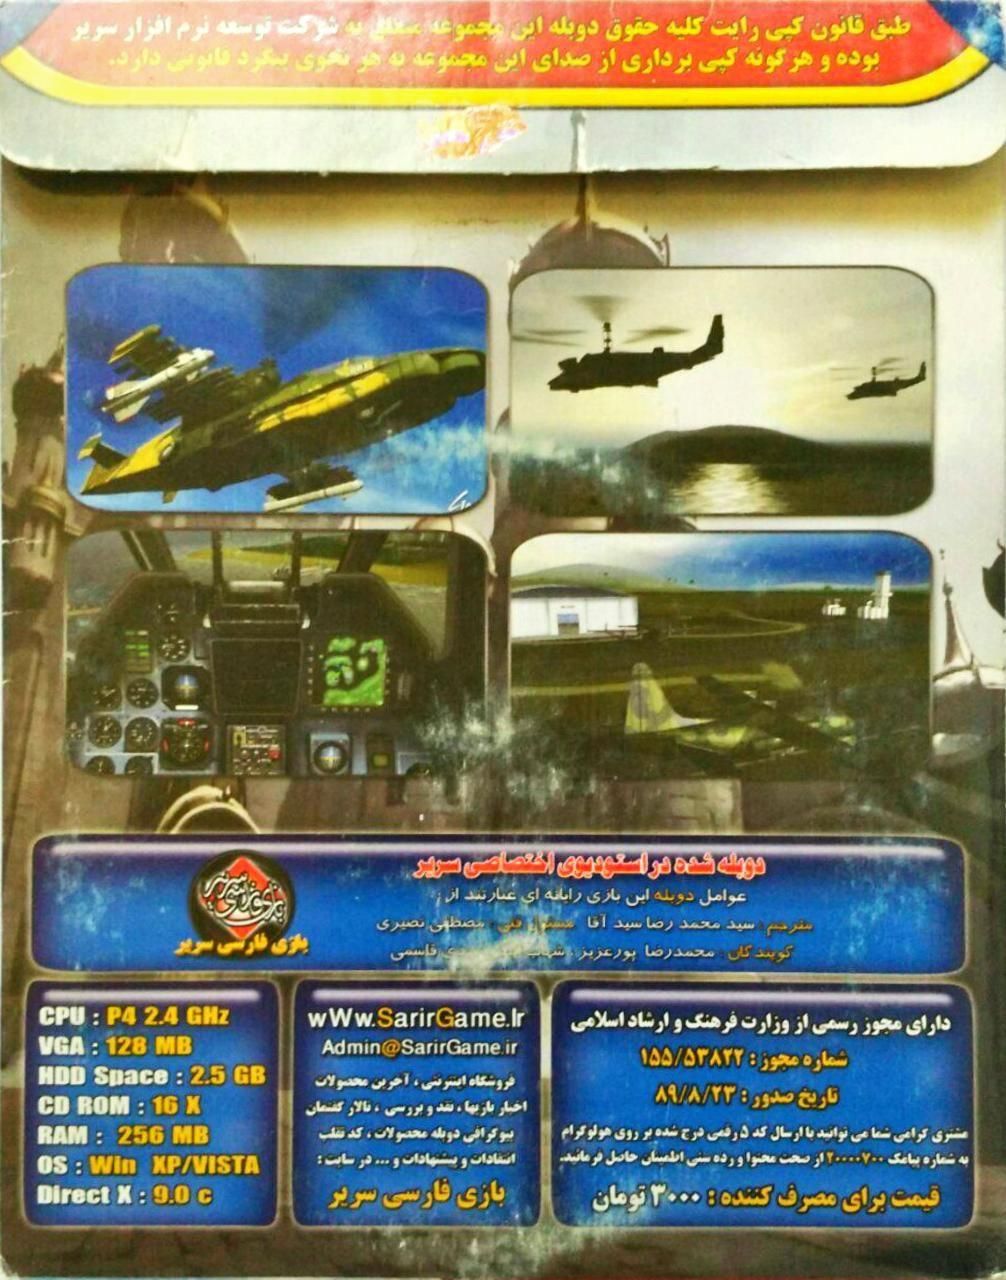 طبق قانون کپی رایت کلیه حقوق دوبله این مجموعه متعلق به شرکت توسعه نرم افزار سریر
بوده و هرگونه کپی برداری از صدای این مجموعه به هر نحوی پیگرد قانونی دارد.
دوبله شده در استودیوی اختصاصی سریر
عوامل دوبله این بازی رایانه ای عبارتند از :
مترجم : سید محمد رضا سید آقا مسئول فنی : مصطفی نصیری
گویندگان : محمدرضا پورعزیز ، شهاب قاسمی
بازی فارسی سریر
CPU : P4 2.4 GHz
VGA : 128 MB
HDD Space : 2.5 GB
CD ROM : 16 X
RAM : 256 MB
OS : Win XP/VISTA
Direct X : 9.0 c
wWw.SarirGame.Ir
Admin@SarirGame.ir
فروشگاه اینترنتی ، آخرین محصولات
اخبار بازیها ، نقد و بررسی ، تالار گفتمان
بیوگرافی دوبله محصولات ، کد تقلب
انتقادات و پیشنهادات و ... در سایت :
بازی فارسی سریر
دارای مجوز رسمی از وزارت فرهنگ و ارشاد اسلامی
شماره مجوز : ۱۵۵/۵۳۸۲۲
تاریخ صدور : ۸۹/۸/۲۳
مشتری گرامی شما می توانید با ارسال کد ۵ رقمی درج شده بر روی هولوگرام
به شماره پیامک ۲۰۰۰۰۷۰۰ از صحت محتوا و رده سنی اطمینان حاصل فرمائید.
قیمت برای مصرف کننده : ۳۰۰۰ تومان